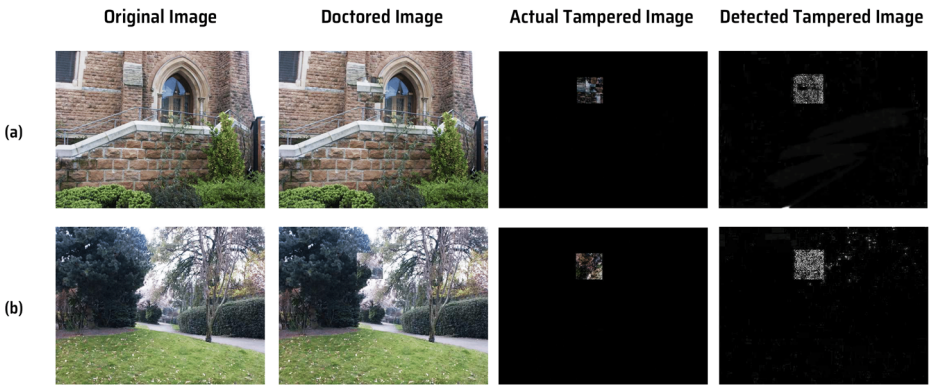 Original Image
Doctored Image
Actual Tampered Image
Detected Tampered Image
(a)
(b)